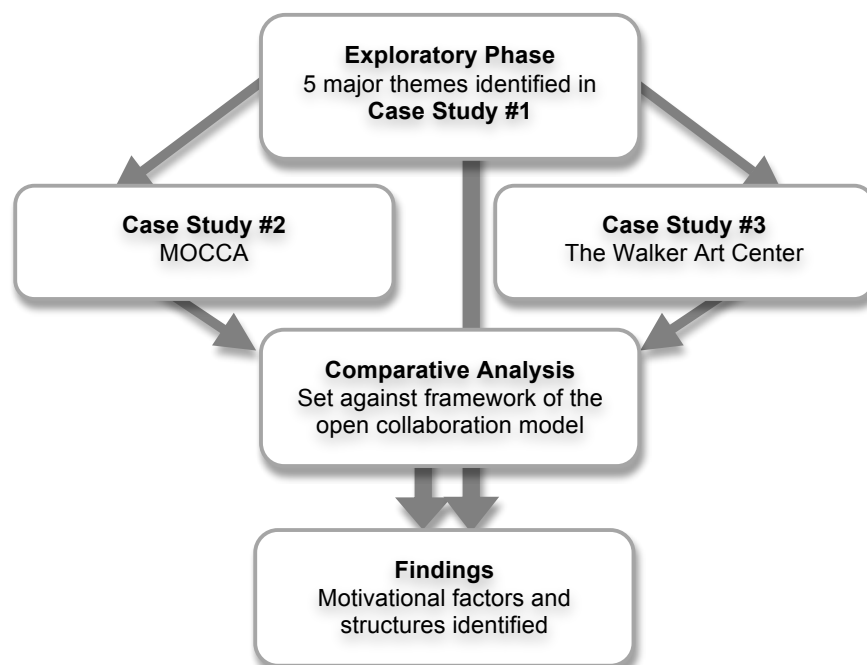 Exploratory Phase
5 major themes identified in
Case Study #1
Case Study #2
MOCCA
Case Study #3
The Walker Art Center
Comparative Analysis
Set against framework of the
open collaboration model
Findings
Motivational factors and
structures identified